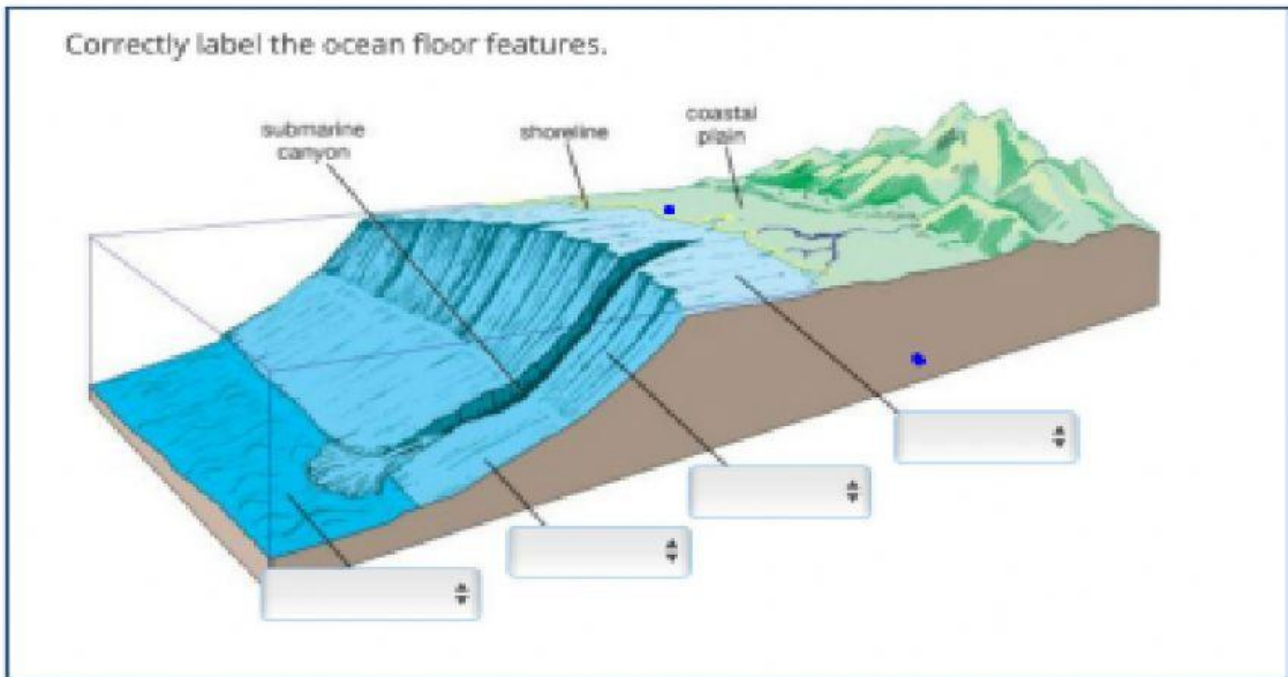 Correctly label the ocean floor features.
submarine
canyon
shoreline
coastal
plain